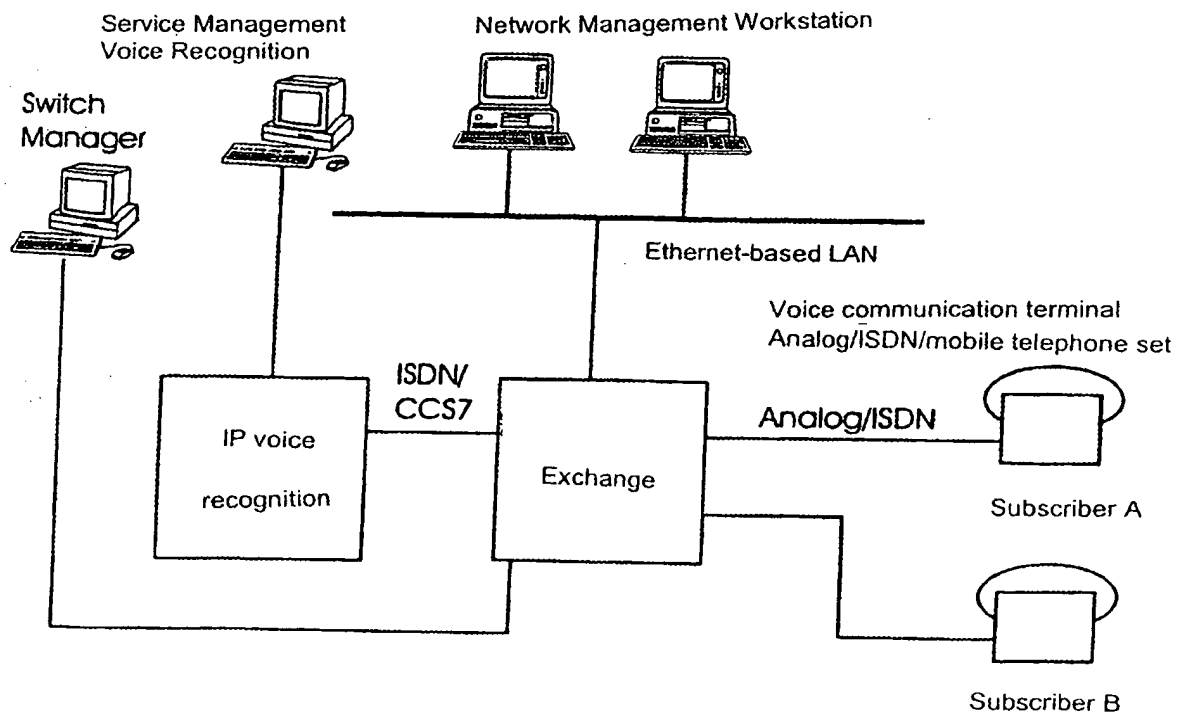 Service Management
Voice Recognition
Network Management Workstation
Switch
Manager
Ethernet-based LAN
Voice communication terminal
Analog/ISDN/mobile telephone set
ISDN/
CCS7
Analog/ISDN
IP voice
recognition
Exchange
Subscriber A
Subscriber B